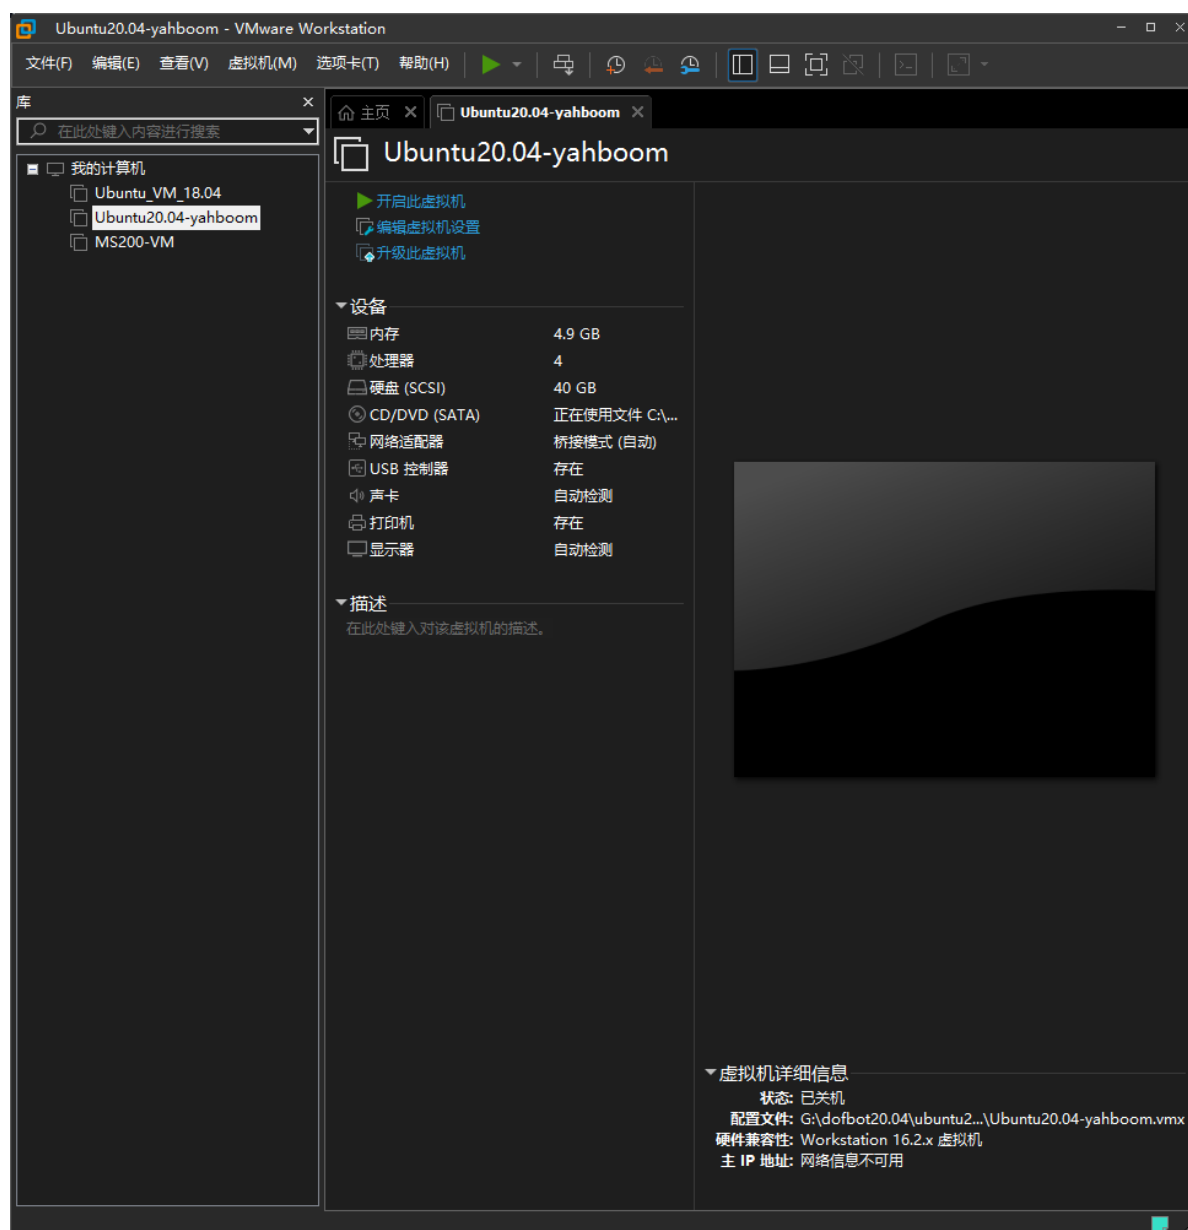 Ubuntu20.04-yahboom - VMware Workstation
文件(F) 编辑(E) 查看(V) 虚拟机(M) 选项卡(T) 帮助(H)
库
在此处键入内容进行搜索
我的计算机
Ubuntu_VM_18.04
Ubuntu20.04-yahboom
MS200-VM
主页 Ubuntu20.04-yahboom
Ubuntu20.04-yahboom
开启此虚拟机
编辑虚拟机设置
升级此虚拟机
设备
内存 4.9 GB
处理器 4
硬盘 (SCSI) 40 GB
CD/DVD (SATA) 正在使用文件 C:\...
网络适配器 桥接模式 (自动)
USB 控制器 存在
声卡 自动检测
打印机 存在
显示器 自动检测
描述
在此处键入对该虚拟机的描述。
虚拟机详细信息
状态: 已关机
配置文件: G:\dofbot20.04\ubuntu2...\Ubuntu20.04-yahboom.vmx
硬件兼容性: Workstation 16.2.x 虚拟机
主 IP 地址: 网络信息不可用